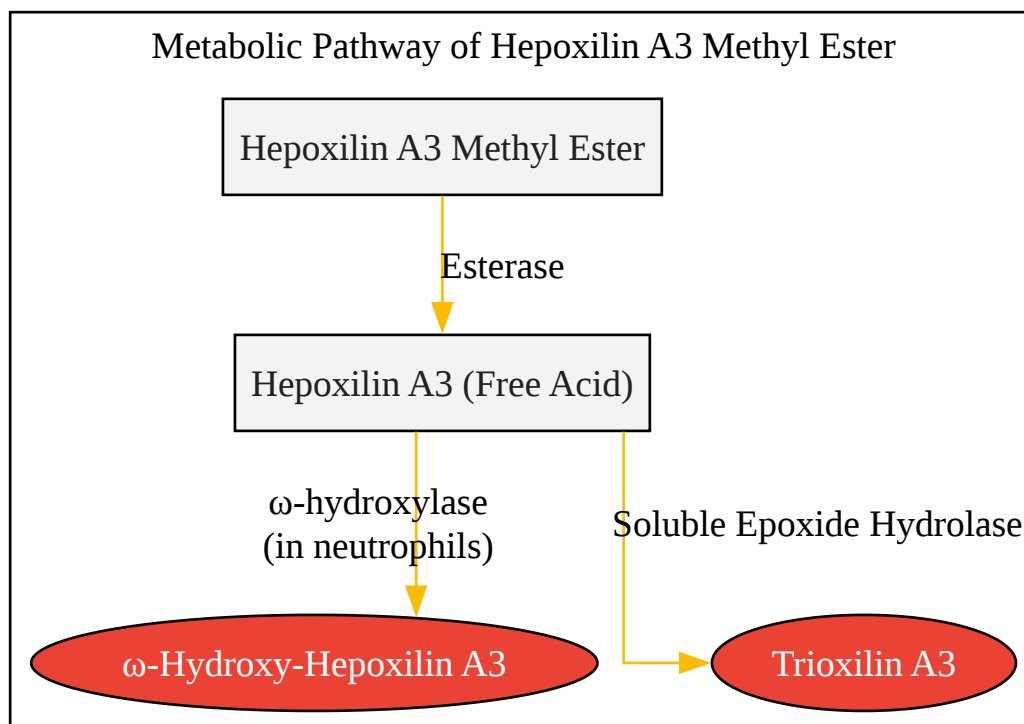 Metabolic Pathway of Hepoxilin A3 Methyl Ester
Hepoxilin A3 Methyl Ester
Esterase
Hepoxilin A3 (Free Acid)
ω-hydroxylase
(in neutrophils)
Soluble Epoxide Hydrolase
ω-Hydroxy-Hepoxilin A3
Trioxilin A3